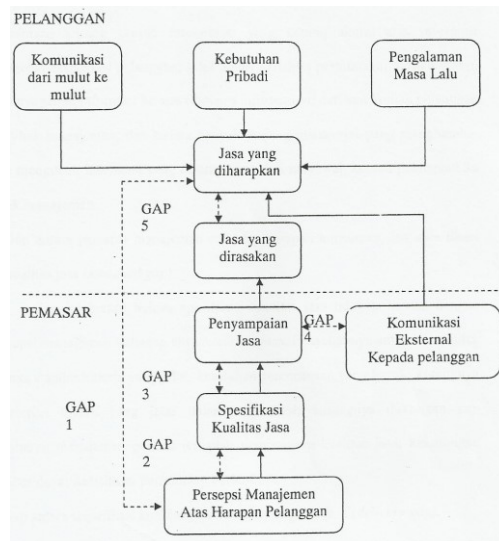 PELANGGAN
Komunikasi
dari mulut ke
mulut
Kebutuhan
Pribadi
Pengalaman
Masa Lalu
Jasa yang
diharapkan
GAP
5
Jasa yang
dirasakan
PEMASAR
Penyampaian
Jasa
GAP
4
Komunikasi
Eksternal
Kepada pelanggan
GAP
3
GAP
1
Spesifikasi
Kualitas Jasa
GAP
2
Persepsi Manajemen
Atas Harapan Pelanggan